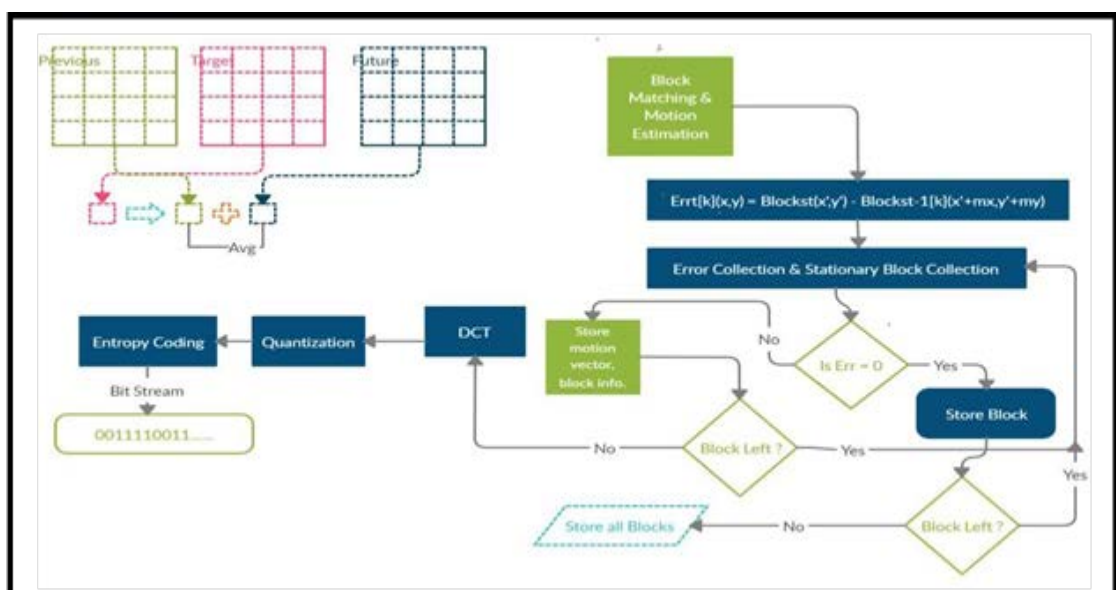 Previous
Target
Future
Avg
Block
Matching &
Motion
Estimation
Errt[k](x,y) = Blockst(x',y') - Blockst-1[k](x'+mx,y'+my)
Error Collection & Stationary Block Collection
Is Err = 0
No
Yes
Store
motion
vector,
block info.
Store Block
DCT
Quantization
Entropy Coding
Bit Stream
0011110011......
Block Left ?
No
Yes
Block Left ?
Yes
No
Store all Blocks